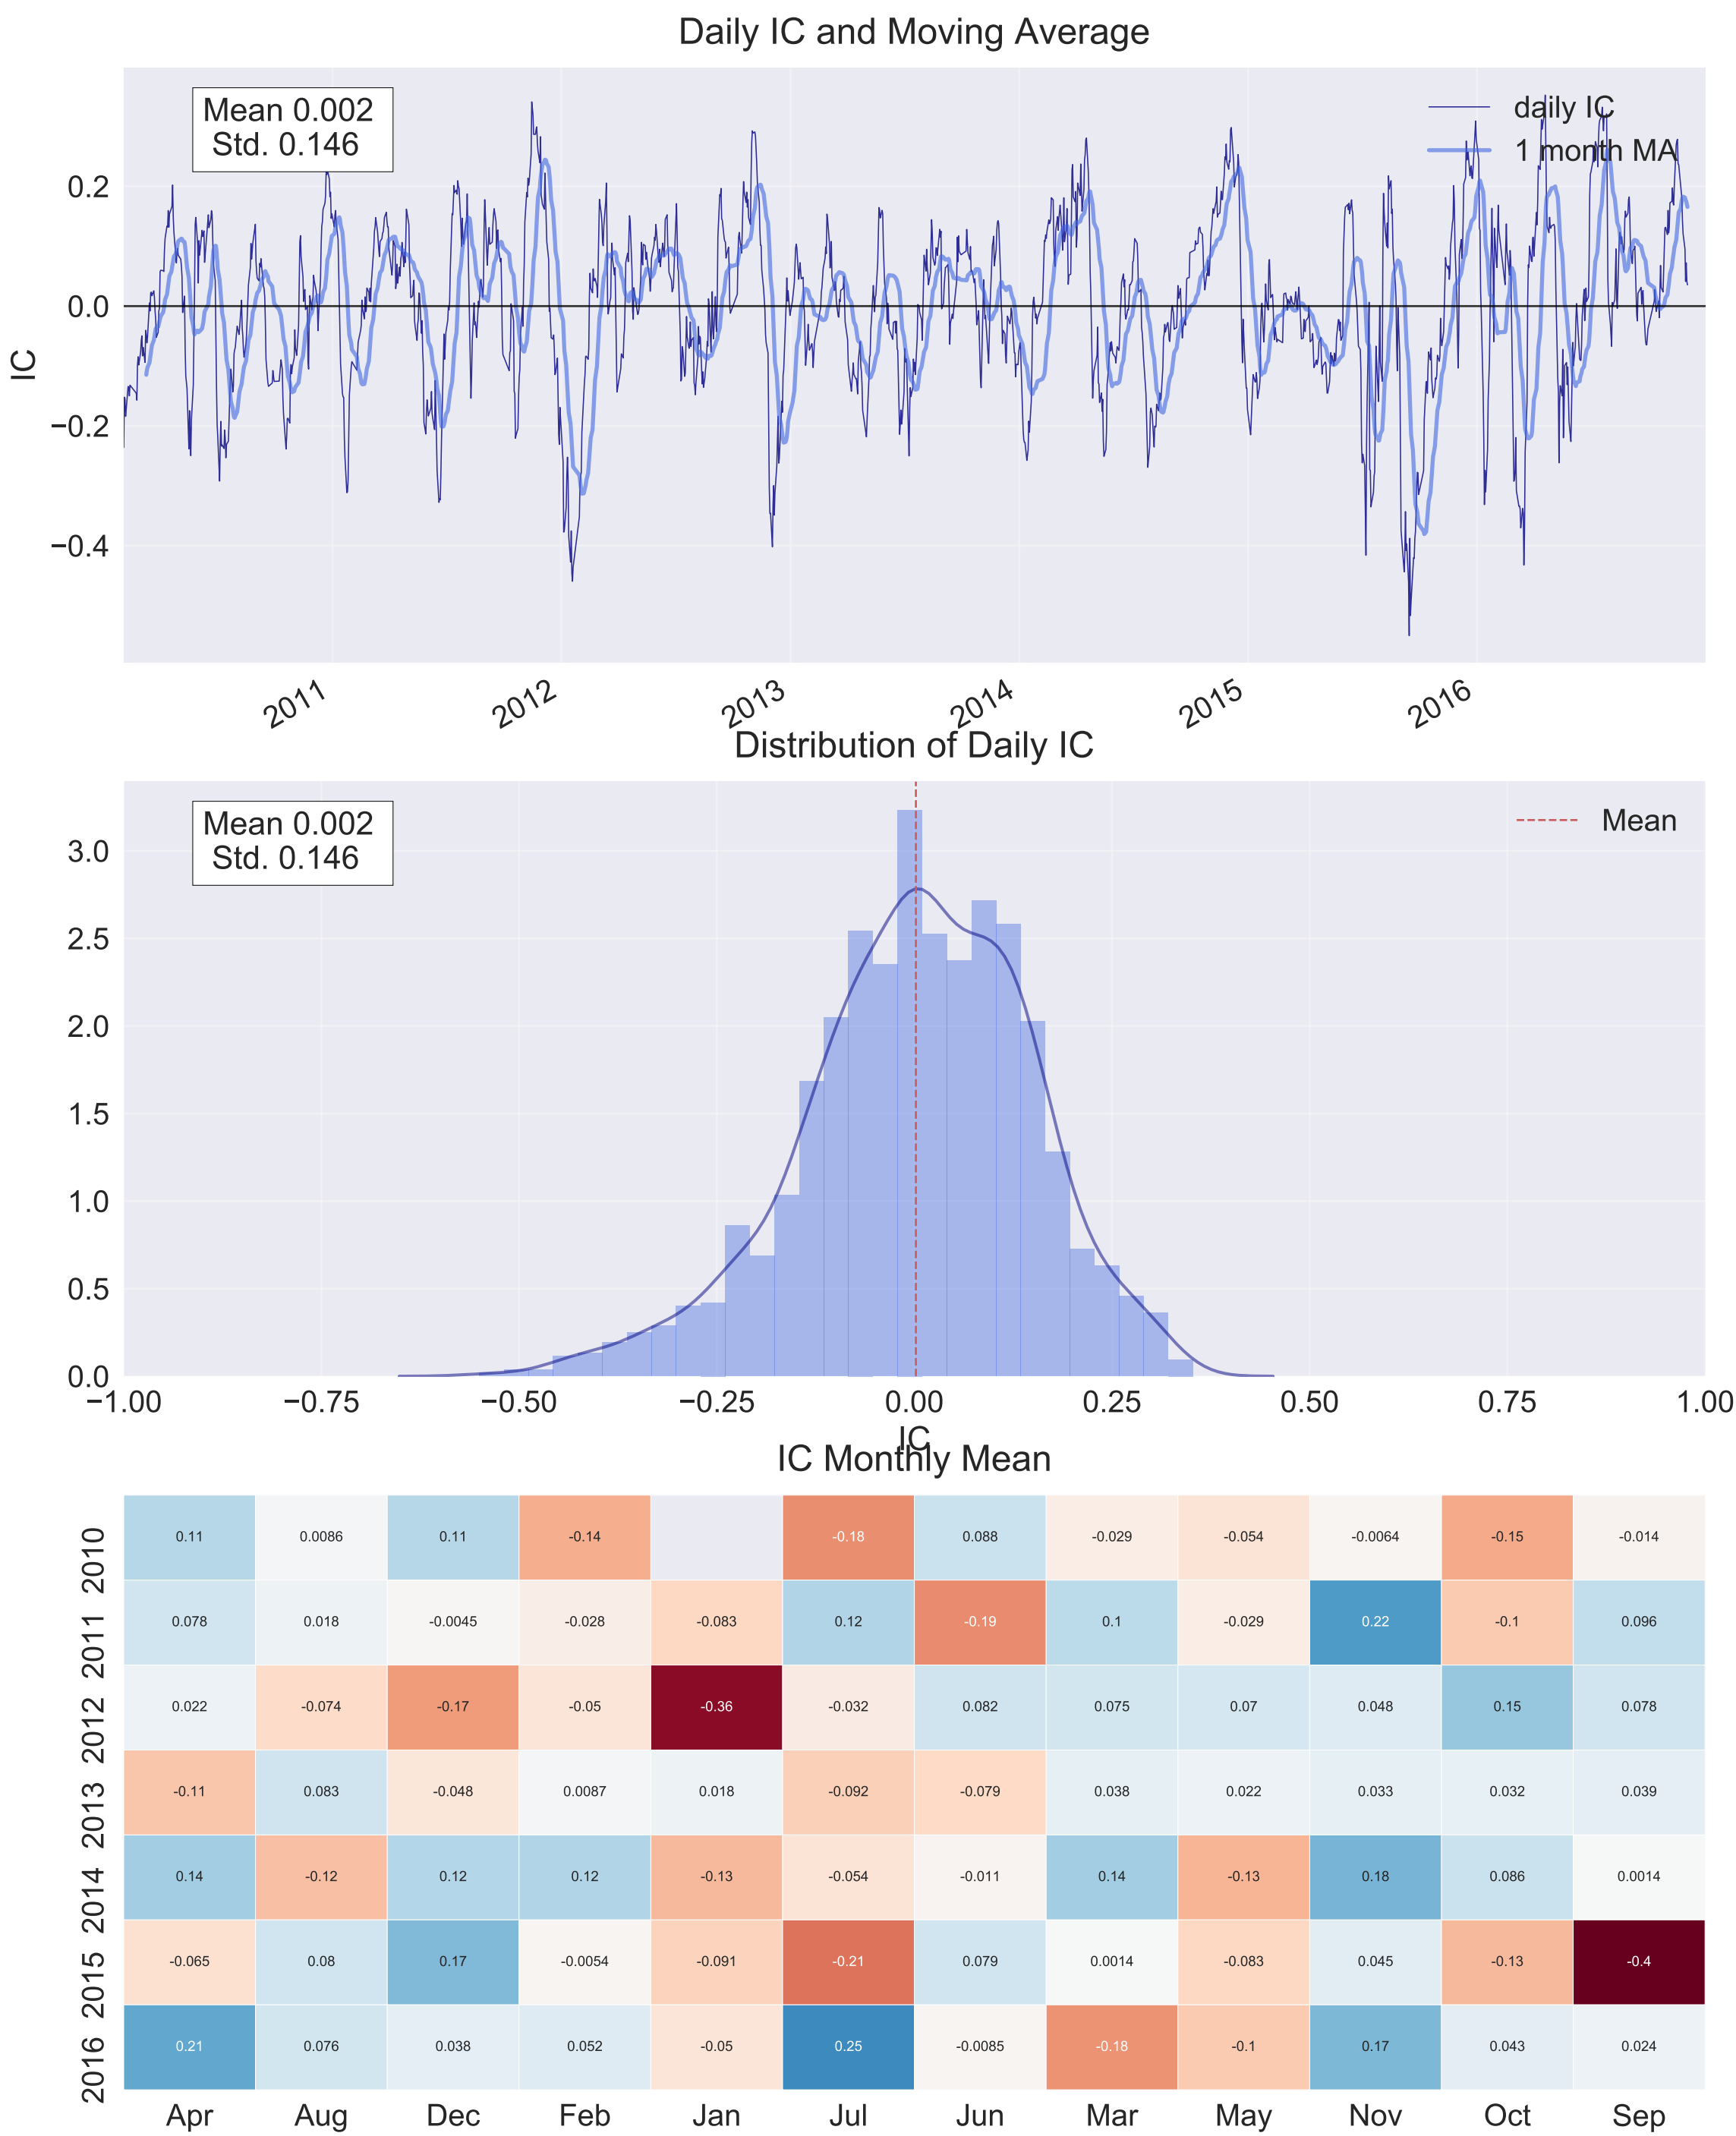 Daily IC and Moving Average
Mean 0.002
Std. 0.146
daily IC
1 month MA
0.2
0.0
−0.2
−0.4
IC
2011 2012 2013 2014 2015 2016
Distribution of Daily IC
Mean 0.002
Std. 0.146
Mean
3.0
2.5
2.0
1.5
1.0
0.5
0.0
−1.00 −0.75 −0.50 −0.25 0.00 0.25 0.50 0.75 1.00
IC
IC Monthly Mean
2010 0.11 0.0086 0.11 -0.14 -0.18 0.088 -0.029 -0.054 -0.0064 -0.15 -0.014
2011 0.078 0.018 -0.0045 -0.028 -0.083 0.12 -0.19 0.1 -0.029 0.22 -0.1 0.096
2012 0.022 -0.074 -0.17 -0.05 -0.36 -0.032 0.082 0.075 0.07 0.048 0.15 0.078
2013 -0.11 0.083 -0.048 0.0087 0.018 -0.092 -0.079 0.038 0.022 0.033 0.032 0.039
2014 0.14 -0.12 0.12 0.12 -0.13 -0.054 -0.011 0.14 -0.13 0.18 0.086 0.0014
2015 -0.065 0.08 0.17 -0.0054 -0.091 -0.21 0.079 0.0014 -0.083 0.045 -0.13 -0.4
2016 0.21 0.076 0.038 0.052 -0.05 0.25 -0.0085 -0.18 -0.1 0.17 0.043 0.024
Apr Aug Dec Feb Jan Jul Jun Mar May Nov Oct Sep